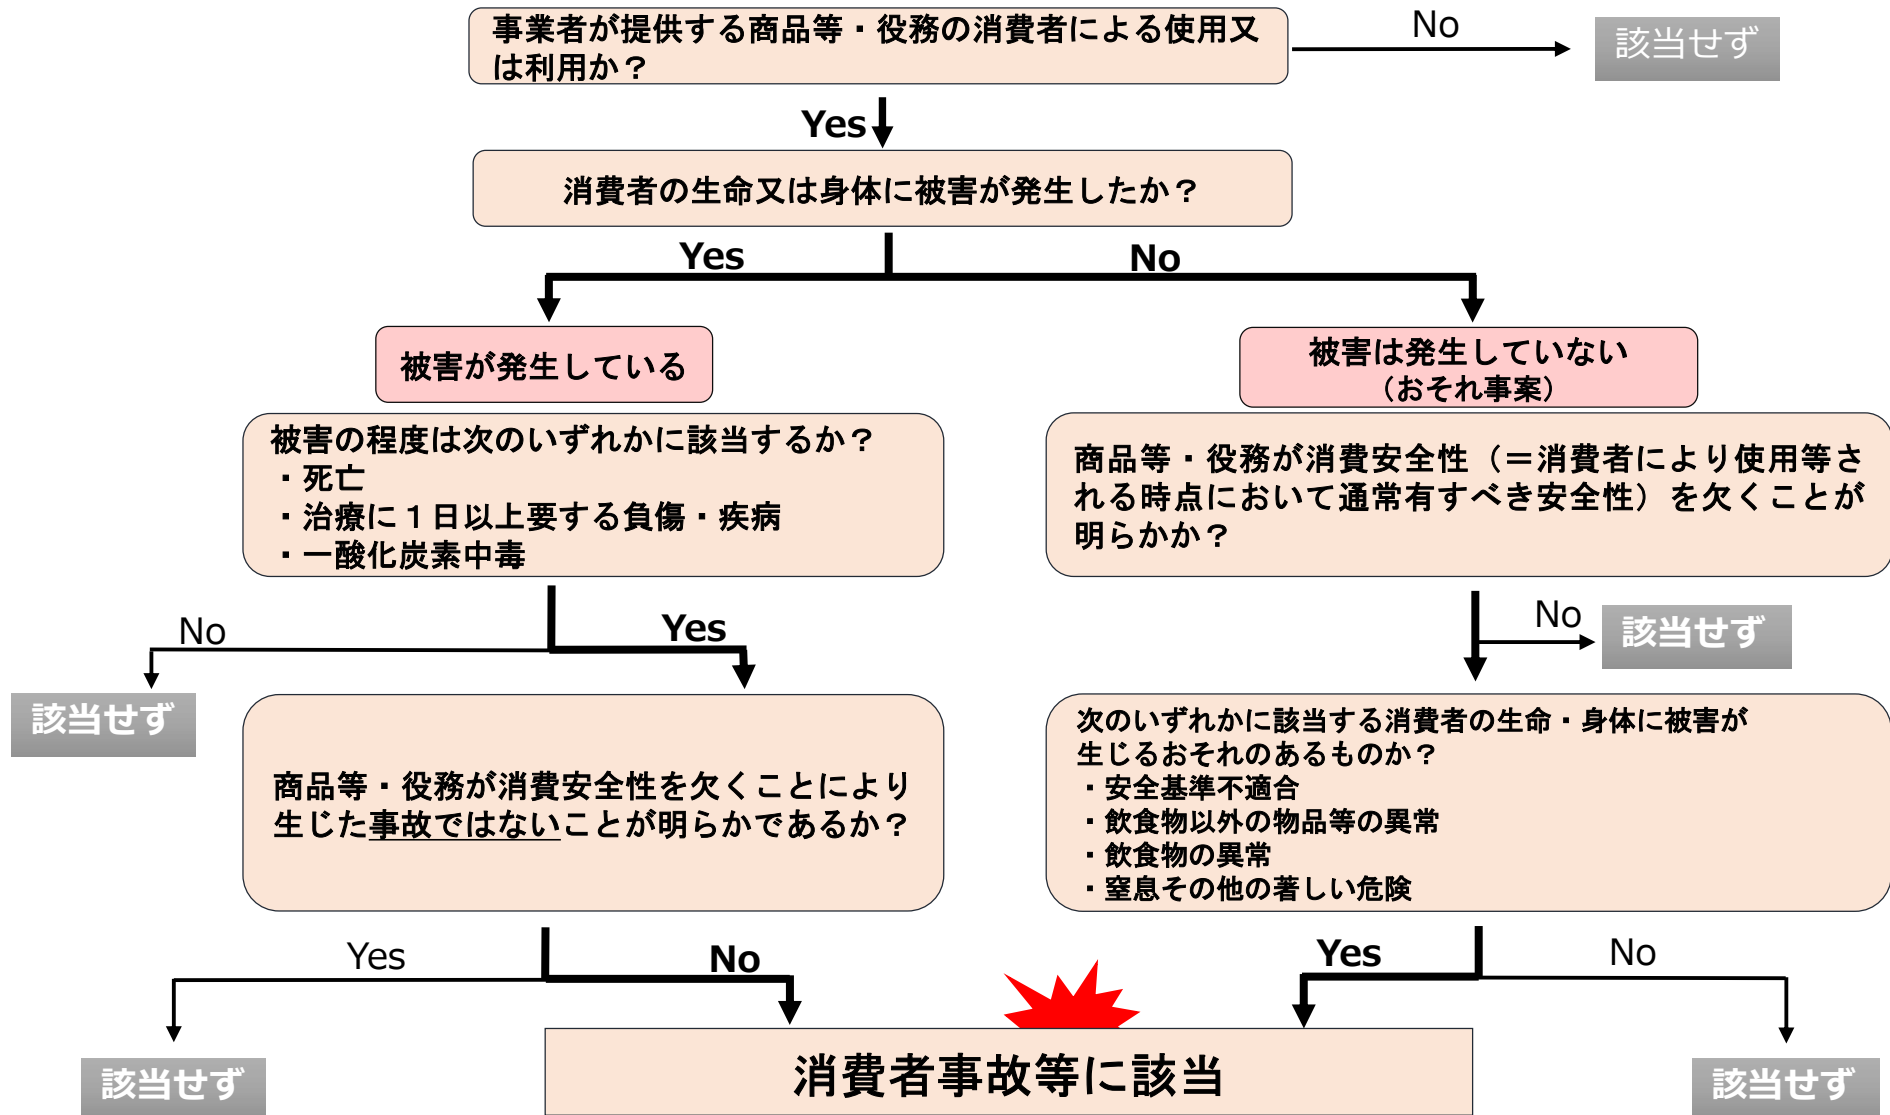 事業者が提供する商品等・役務の消費者による使用又
は利用か？
No
該当せず
Yes
消費者の生命又は身体に被害が発生したか？
Yes
No
被害が発生している
被害は発生していない
（おそれ事案）
被害の程度は次のいずれかに該当するか？
・死亡
・治療に１日以上要する負傷・疾病
・一酸化炭素中毒
商品等・役務が消費安全性（＝消費者により使用等さ
れる時点において通常有すべき安全性）を欠くことが
明らかか？
No
Yes
No
該当せず
該当せず
商品等・役務が消費安全性を欠くことにより
生じた事故ではないことが明らかであるか？
次のいずれかに該当する消費者の生命・身体に被害が
生じるおそれのあるものか？
・安全基準不適合
・飲食物以外の物品等の異常
・飲食物の異常
・窒息その他の著しい危険
Yes
No
Yes
No
該当せず
消費者事故等に該当
該当せず